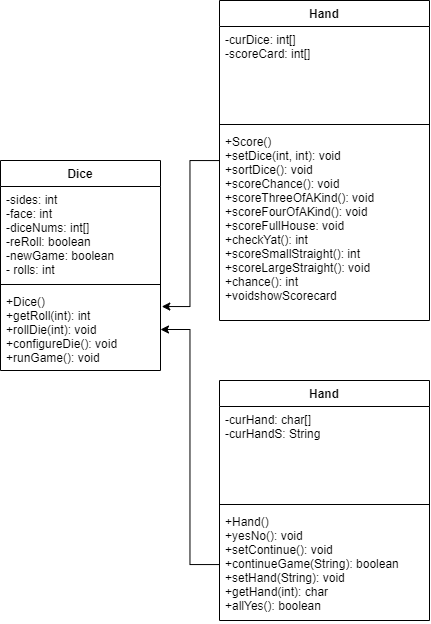 Hand
-curDice: int[]
-scoreCard: int[]
+Score()
+setDice(int, int): void
+sortDice(): void
+scoreChance(): void
+scoreThreeOfAKind(): void
+scoreFourOfAKind(): void
+scoreFullHouse: void
+checkYat(): int
+scoreSmallStraight(): int
+scoreLargeStraight(): void
+chance(): int
+voidshowScorecard
Dice
-sides: int
-face: int
-diceNums: int[]
-reRoll: boolean
-newGame: boolean
- rolls: int
+Dice()
+getRoll(int): int
+rollDie(int): void
+configureDie(): void
+runGame(): void
Hand
-curHand: char[]
-curHandS: String
+Hand()
+yesNo(): void
+setContinue(): void
+continueGame(String): boolean
+setHand(String): void
+getHand(int): char
+allYes(): boolean